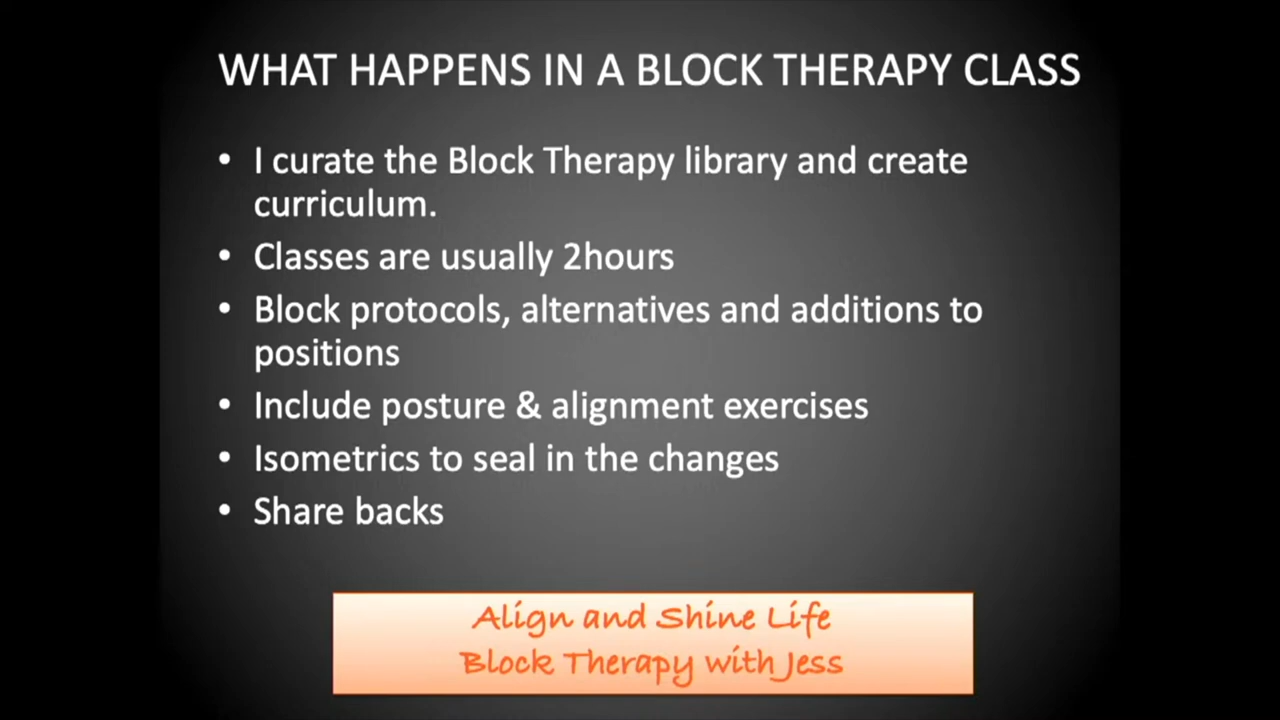 WHAT HAPPENS IN A BLOCK THERAPY CLASS
• I curate the Block Therapy library and create
curriculum.
• Classes are usually 2hours
• Block protocols, alternatives and additions to
positions
• Include posture & alignment exercises
• Isometrics to seal in the changes
• Share backs
Align and Shine Life
Block Therapy with Jess